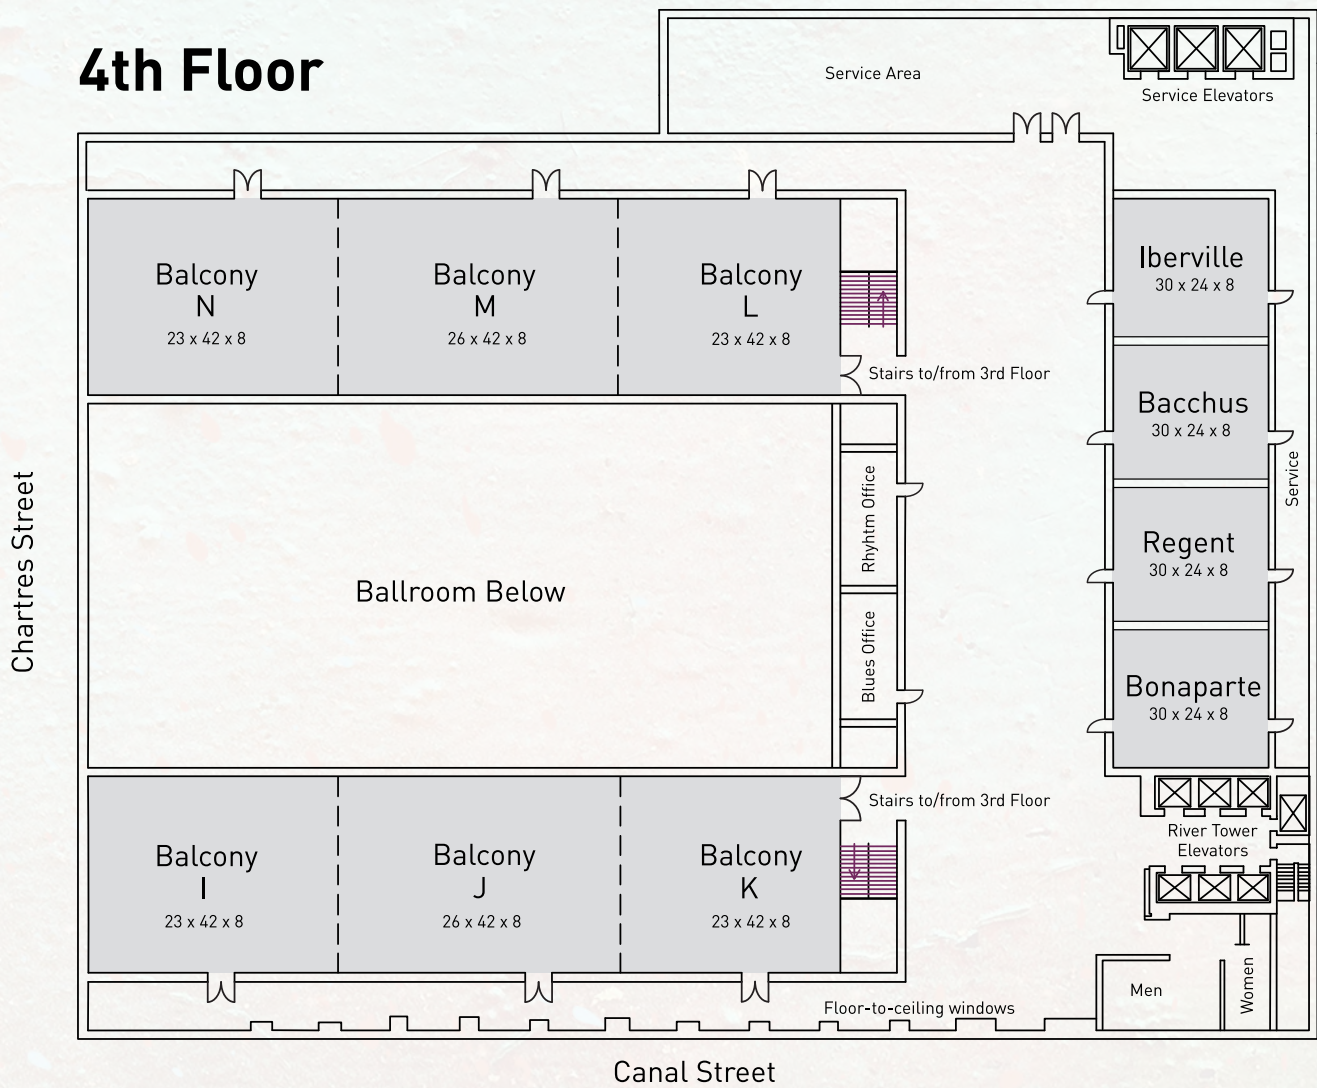 4th Floor
Service Area
Service Elevators
Balcony
N
23 x 42 x 8
Balcony
M
26 x 42 x 8
Balcony
L
23 x 42 x 8
Stairs to/from 3rd Floor
Iberville
30 x 24 x 8
Bacchus
30 x 24 x 8
Regent
30 x 24 x 8
Bonaparte
30 x 24 x 8
Service
Chartres Street
Ballroom Below
Rhyhtm Office
Blues Office
Stairs to/from 3rd Floor
River Tower
Elevators
Balcony
I
23 x 42 x 8
Balcony
J
26 x 42 x 8
Balcony
K
23 x 42 x 8
Men
Women
Floor-to-ceiling windows
Canal Street